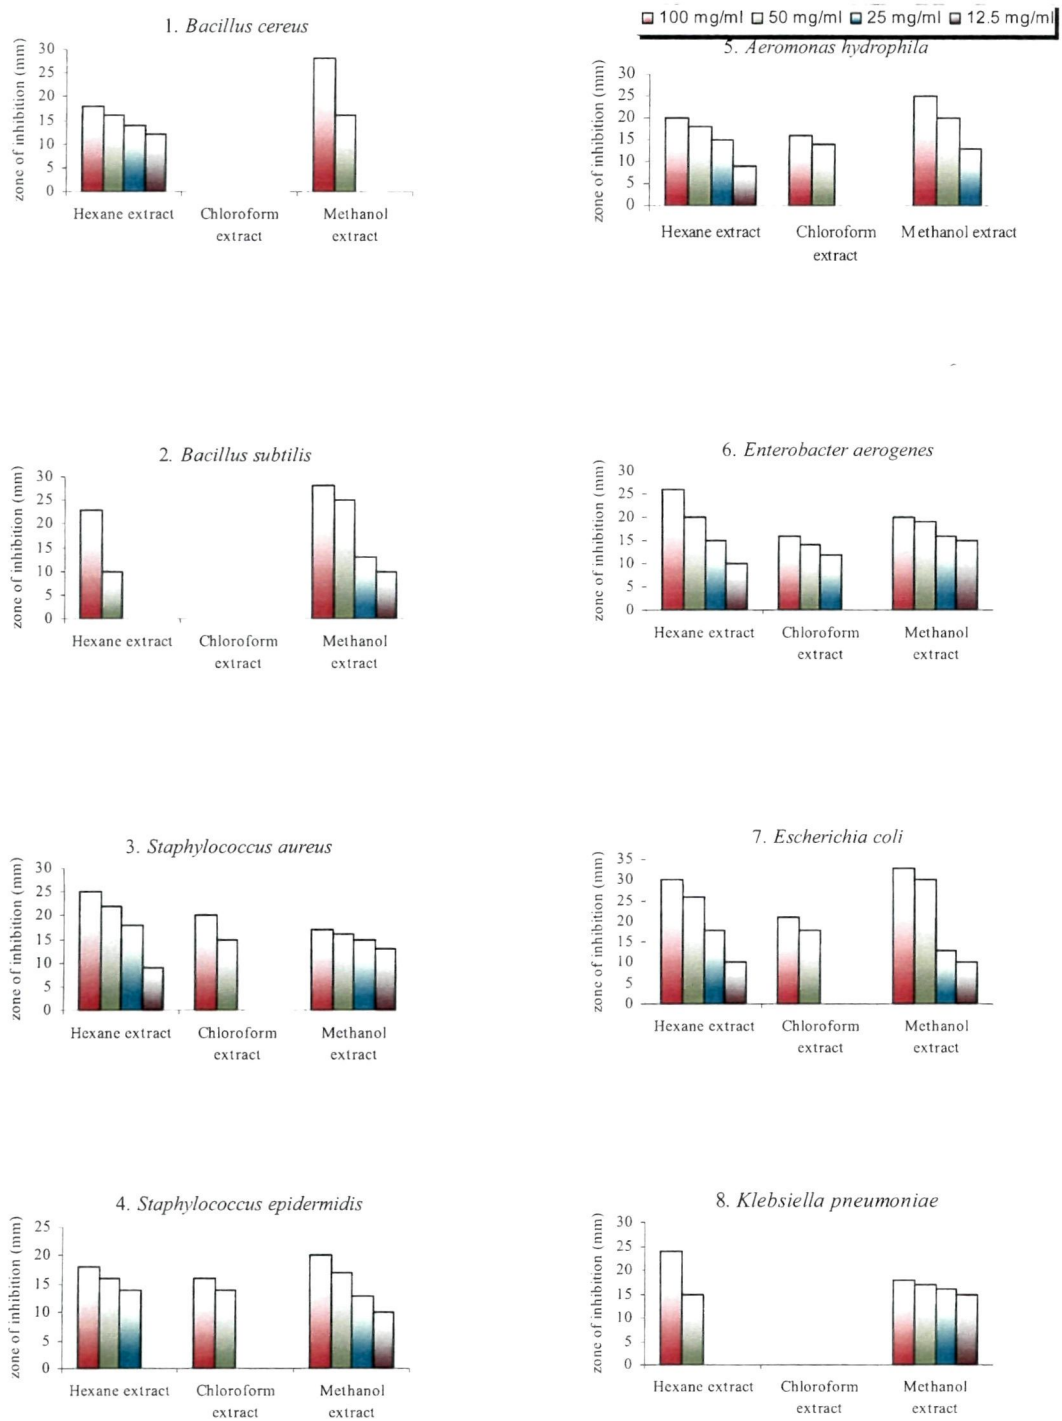 1. Bacillus cereus
zone of inhibition (mm)
30
25
20
15
10
5
0
Hexane extract
Chloroform
extract
Methanol
extract
100 mg/ml 50 mg/ml 25 mg/ml 12.5 mg/ml
5. Aeromonas hydrophila
zone of inhibition (mm)
30
25
20
15
10
5
0
Hexane extract
Chloroform
extract
Methanol extract
2. Bacillus subtilis
zone of inhibition (mm)
30
25
20
15
10
5
0
Hexane extract
Chloroform
extract
Methanol
extract
6. Enterobacter aerogenes
zone of inhibition (mm)
30
25
20
15
10
5
0
Hexane extract
Chloroform
extract
Methanol
extract
3. Staphylococcus aureus
zone of inhibition (mm)
30
25
20
15
10
5
0
Hexane extract
Chloroform
extract
Methanol
extract
7. Escherichia coli
zone of inhibition (mm)
35
30
25
20
15
10
5
0
Hexane extract
Chloroform
extract
Methanol
extract
4. Staphylococcus epidermidis
zone of inhibition (mm)
25
20
15
10
5
0
Hexane extract
Chloroform
extract
Methanol
extract
8. Klebsiella pneumoniae
zone of inhibition (mm)
30
25
20
15
10
5
0
Hexane extract
Chloroform
extract
Methanol
extract